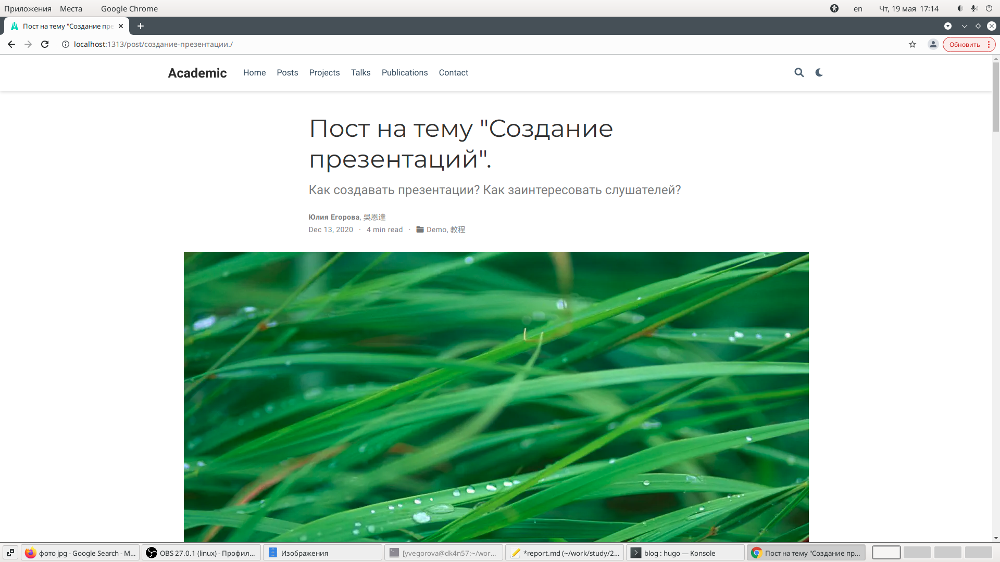 Приложения Места Google Chrome en Чт, 19 мая 17:14
Пост на тему "Создание пре
localhost:1313/post/создание-презентации./ Обновить
Academic Home Posts Projects Talks Publications Contact
Пост на тему "Создание
презентаций".
Как создавать презентации? Как заинтересовать слушателей?
Юлия Егорова, 吳恩達
Dec 13, 2020 · 4 min read · Demo, 教程
фото jpg - Google Search - M... OBS 27.0.1 (linux) - Профил... Изображения [yvegorova@dk4n57:~/wor... *report.md (~/work/study/2... blog : hugo — Konsole Пост на тему "Создание пр...